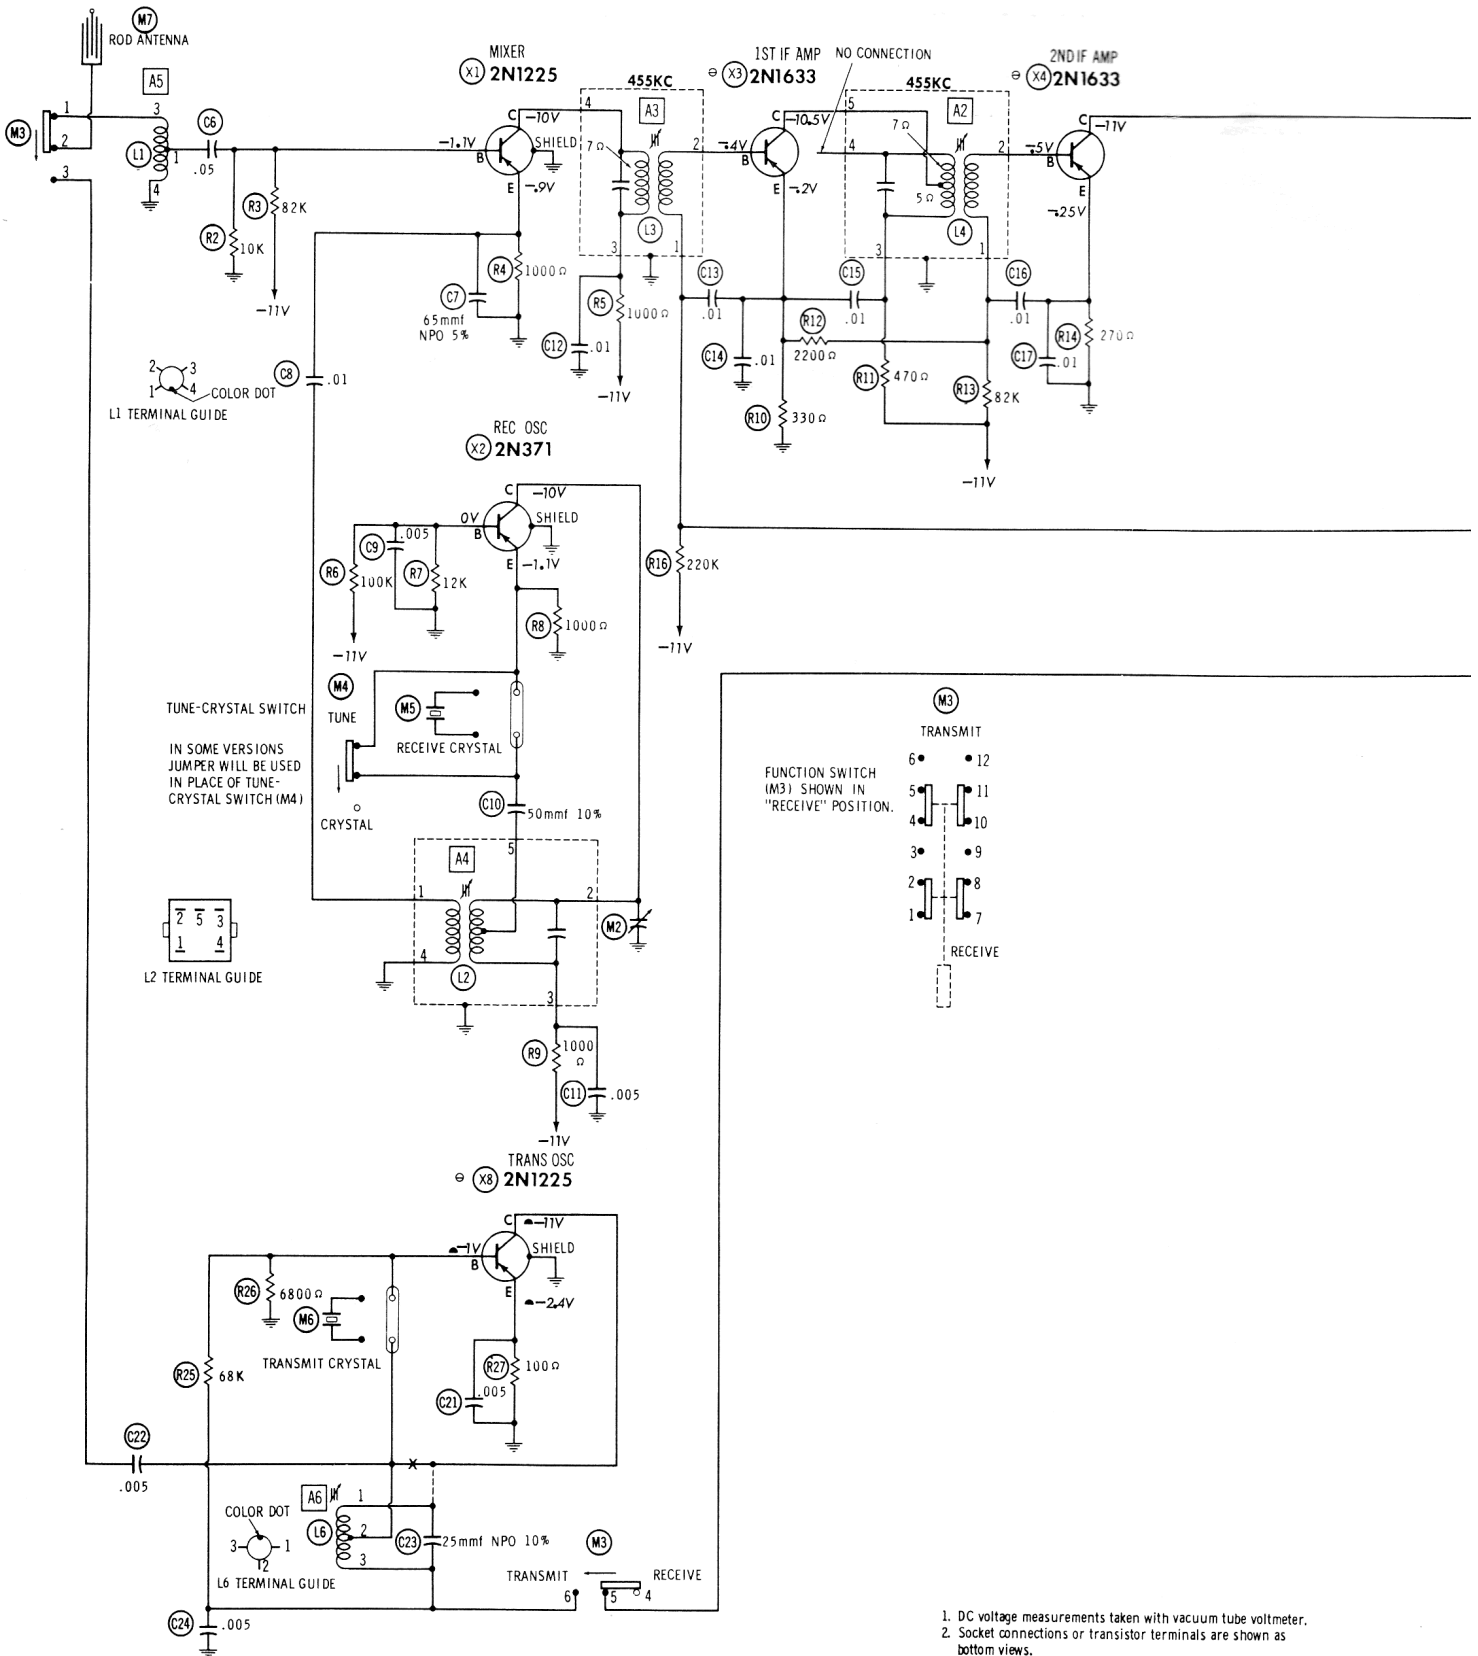 M7
ROD ANTENNA
A5
1
M3
2
3
3
L1
1
4
C6
.05
R3
82K
R2
10K
-11V
MIXER
X1 2N1225
C
-10V
-1.1V
B
SHIELD
E
-.9V
455KC
4
A3
7Ω
2
3
L3
1
R4
1000Ω
C7
65mmf
NPO 5%
R5
1000Ω
C12
.01
-11V
1ST IF AMP
⊖ X3 2N1633
NO CONNECTION
C
-10.5V
-.4V
B
E
-.2V
455KC
5
A2
7Ω
4
2
5Ω
L4
3
1
2ND IF AMP
⊖ X4 2N1633
C
-11V
-.5V
B
E
-.25V
C13
.01
C15
.01
C16
.01
R12
2200Ω
C14
.01
R11
470Ω
R13
82K
R14
270Ω
C17
.01
R10
330Ω
-11V
2
3
1
4
COLOR DOT
L1 TERMINAL GUIDE
C8
.01
REC OSC
X2 2N371
C
-10V
0V
B
SHIELD
E
-1.1V
C9
.005
R6
100K
R7
12K
R8
1000Ω
-11V
R16
220K
-11V
M4
TUNE-CRYSTAL SWITCH
TUNE
IN SOME VERSIONS
JUMPER WILL BE USED
IN PLACE OF TUNE-
CRYSTAL SWITCH (M4)
CRYSTAL
M5
RECEIVE CRYSTAL
C10
50mmf 10%
5
A4
1
2
4
L2
3
M2
2 5 3
1 4
L2 TERMINAL GUIDE
R9
1000
Ω
C11
.005
-11V
M3
TRANSMIT
6
12
FUNCTION SWITCH
(M3) SHOWN IN
"RECEIVE" POSITION.
5
11
4
10
3
9
2
8
1
7
RECEIVE
TRANS OSC
⊖ X8 2N1225
C
-11V
-1V
B
SHIELD
E
-2.4V
R26
6800Ω
M6
TRANSMIT CRYSTAL
R25
68K
R27
100Ω
C21
.005
C22
.005
X
A6
1
L6
2
3
COLOR DOT
3
1
2
L6 TERMINAL GUIDE
C23
25mmf NPO 10%
M3
TRANSMIT
RECEIVE
6
5
4
C24
.005
1. DC voltage measurements taken with vacuum tube voltmeter.
2. Socket connections or transistor terminals are shown as
bottom views.